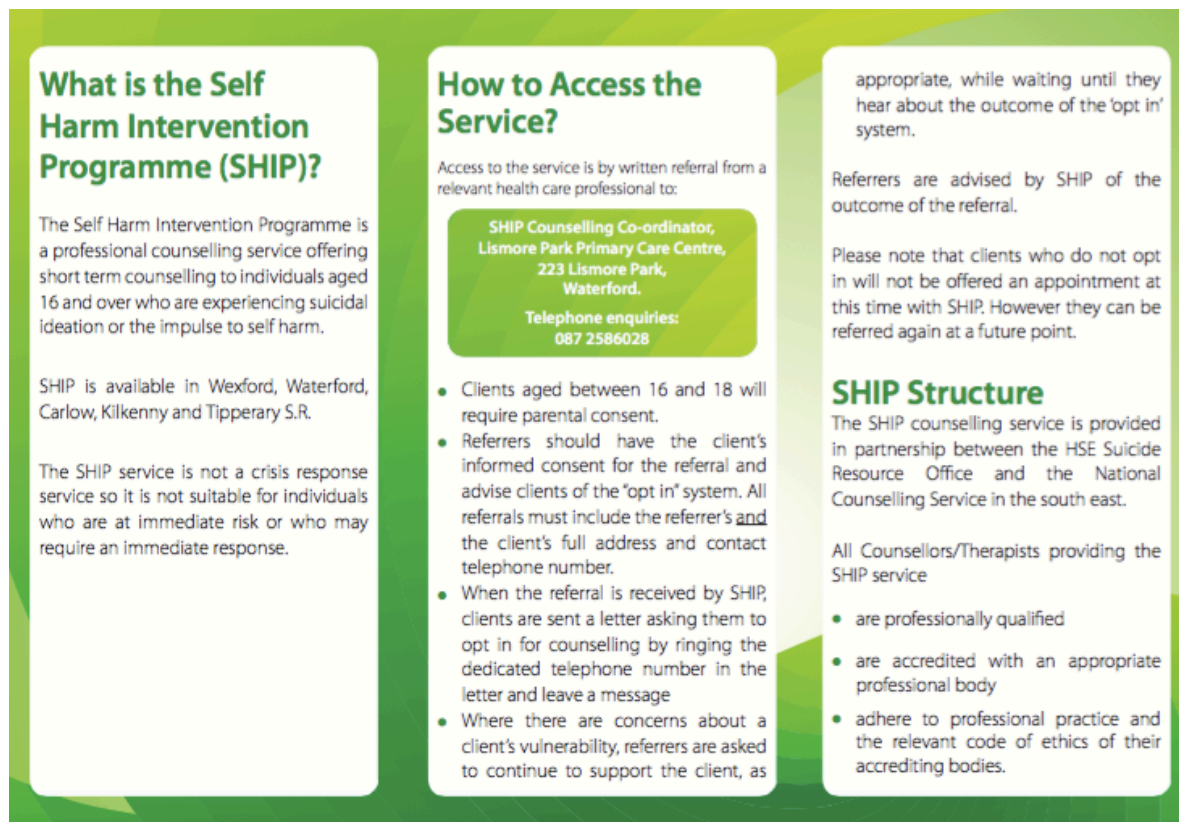 What is the Self
Harm Intervention
Programme (SHIP)?
The Self Harm Intervention Programme is
a professional counselling service offering
short term counselling to individuals aged
16 and over who are experiencing suicidal
ideation or the impulse to self harm.
SHIP is available in Wexford, Waterford,
Carlow, Kilkenny and Tipperary S.R.
The SHIP service is not a crisis response
service so it is not suitable for individuals
who are at immediate risk or who may
require an immediate response.
How to Access the
Service?
Access to the service is by written referral from a
relevant health care professional to:
SHIP Counselling Co-ordinator,
Lismore Park Primary Care Centre,
223 Lismore Park,
Waterford.
Telephone enquiries:
087 2586028
• Clients aged between 16 and 18 will
require parental consent.
• Referrers should have the client's
informed consent for the referral and
advise clients of the "opt in" system. All
referrals must include the referrer's and
the client's full address and contact
telephone number.
• When the referral is received by SHIP,
clients are sent a letter asking them to
opt in for counselling by ringing the
dedicated telephone number in the
letter and leave a message
• Where there are concerns about a
client's vulnerability, referrers are asked
to continue to support the client, as
appropriate, while waiting until they
hear about the outcome of the 'opt in'
system.
Referrers are advised by SHIP of the
outcome of the referral.
Please note that clients who do not opt
in will not be offered an appointment at
this time with SHIP. However they can be
referred again at a future point.
SHIP Structure
The SHIP counselling service is provided
in partnership between the HSE Suicide
Resource Office and the National
Counselling Service in the south east.
All Counsellors/Therapists providing the
SHIP service
• are professionally qualified
• are accredited with an appropriate
professional body
• adhere to professional practice and
the relevant code of ethics of their
accrediting bodies.